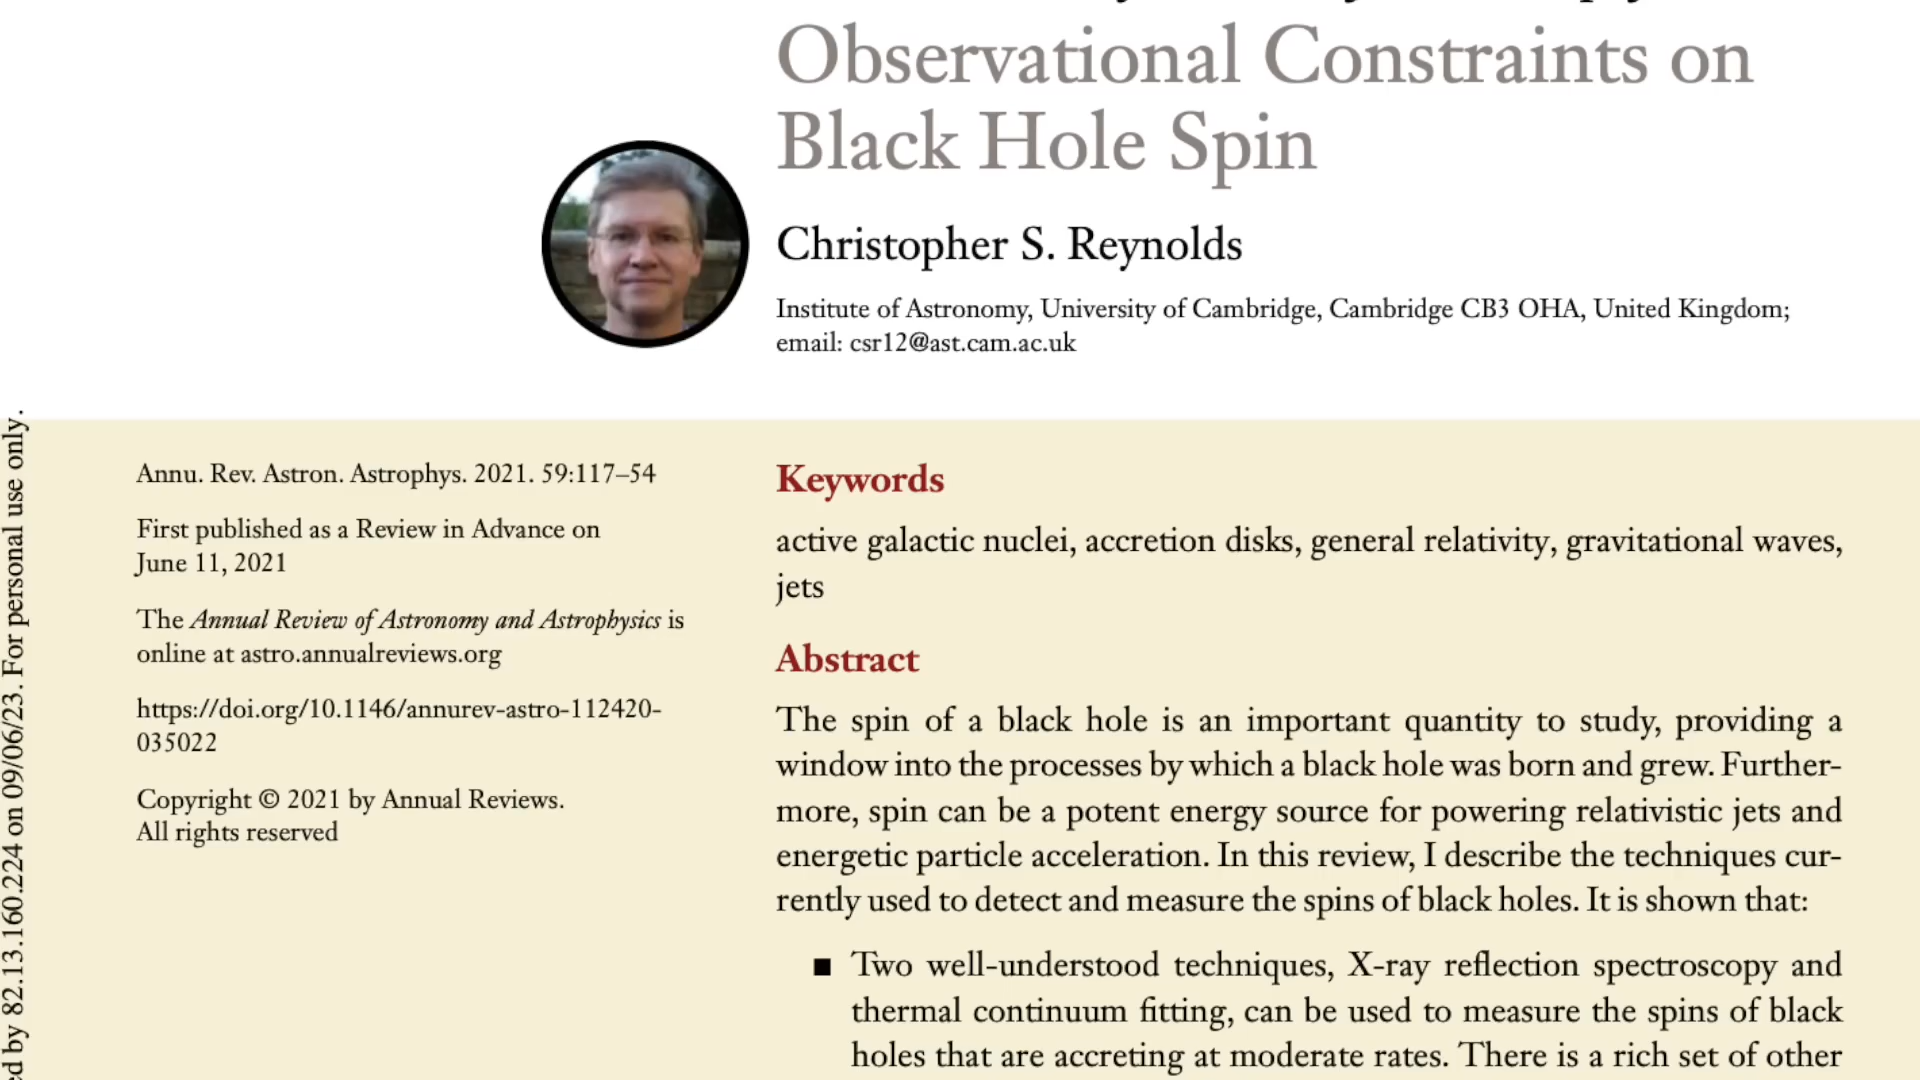 Observational Constraints on
Black Hole Spin
Christopher S. Reynolds
Institute of Astronomy, University of Cambridge, Cambridge CB3 OHA, United Kingdom;
email: csr12@ast.cam.ac.uk
82.13.160.224 on 09/06/23. For personal use only.
Annu. Rev. Astron. Astrophys. 2021. 59:117–54
First published as a Review in Advance on
June 11, 2021
The Annual Review of Astronomy and Astrophysics is
online at astro.annualreviews.org
https://doi.org/10.1146/annurev-astro-112420-
035022
Copyright © 2021 by Annual Reviews.
All rights reserved
Keywords
active galactic nuclei, accretion disks, general relativity, gravitational waves,
jets
Abstract
The spin of a black hole is an important quantity to study, providing a
window into the processes by which a black hole was born and grew. Further-
more, spin can be a potent energy source for powering relativistic jets and
energetic particle acceleration. In this review, I describe the techniques cur-
rently used to detect and measure the spins of black holes. It is shown that:
■ Two well-understood techniques, X-ray reflection spectroscopy and
thermal continuum fitting, can be used to measure the spins of black
holes that are accreting at moderate rates. There is a rich set of other